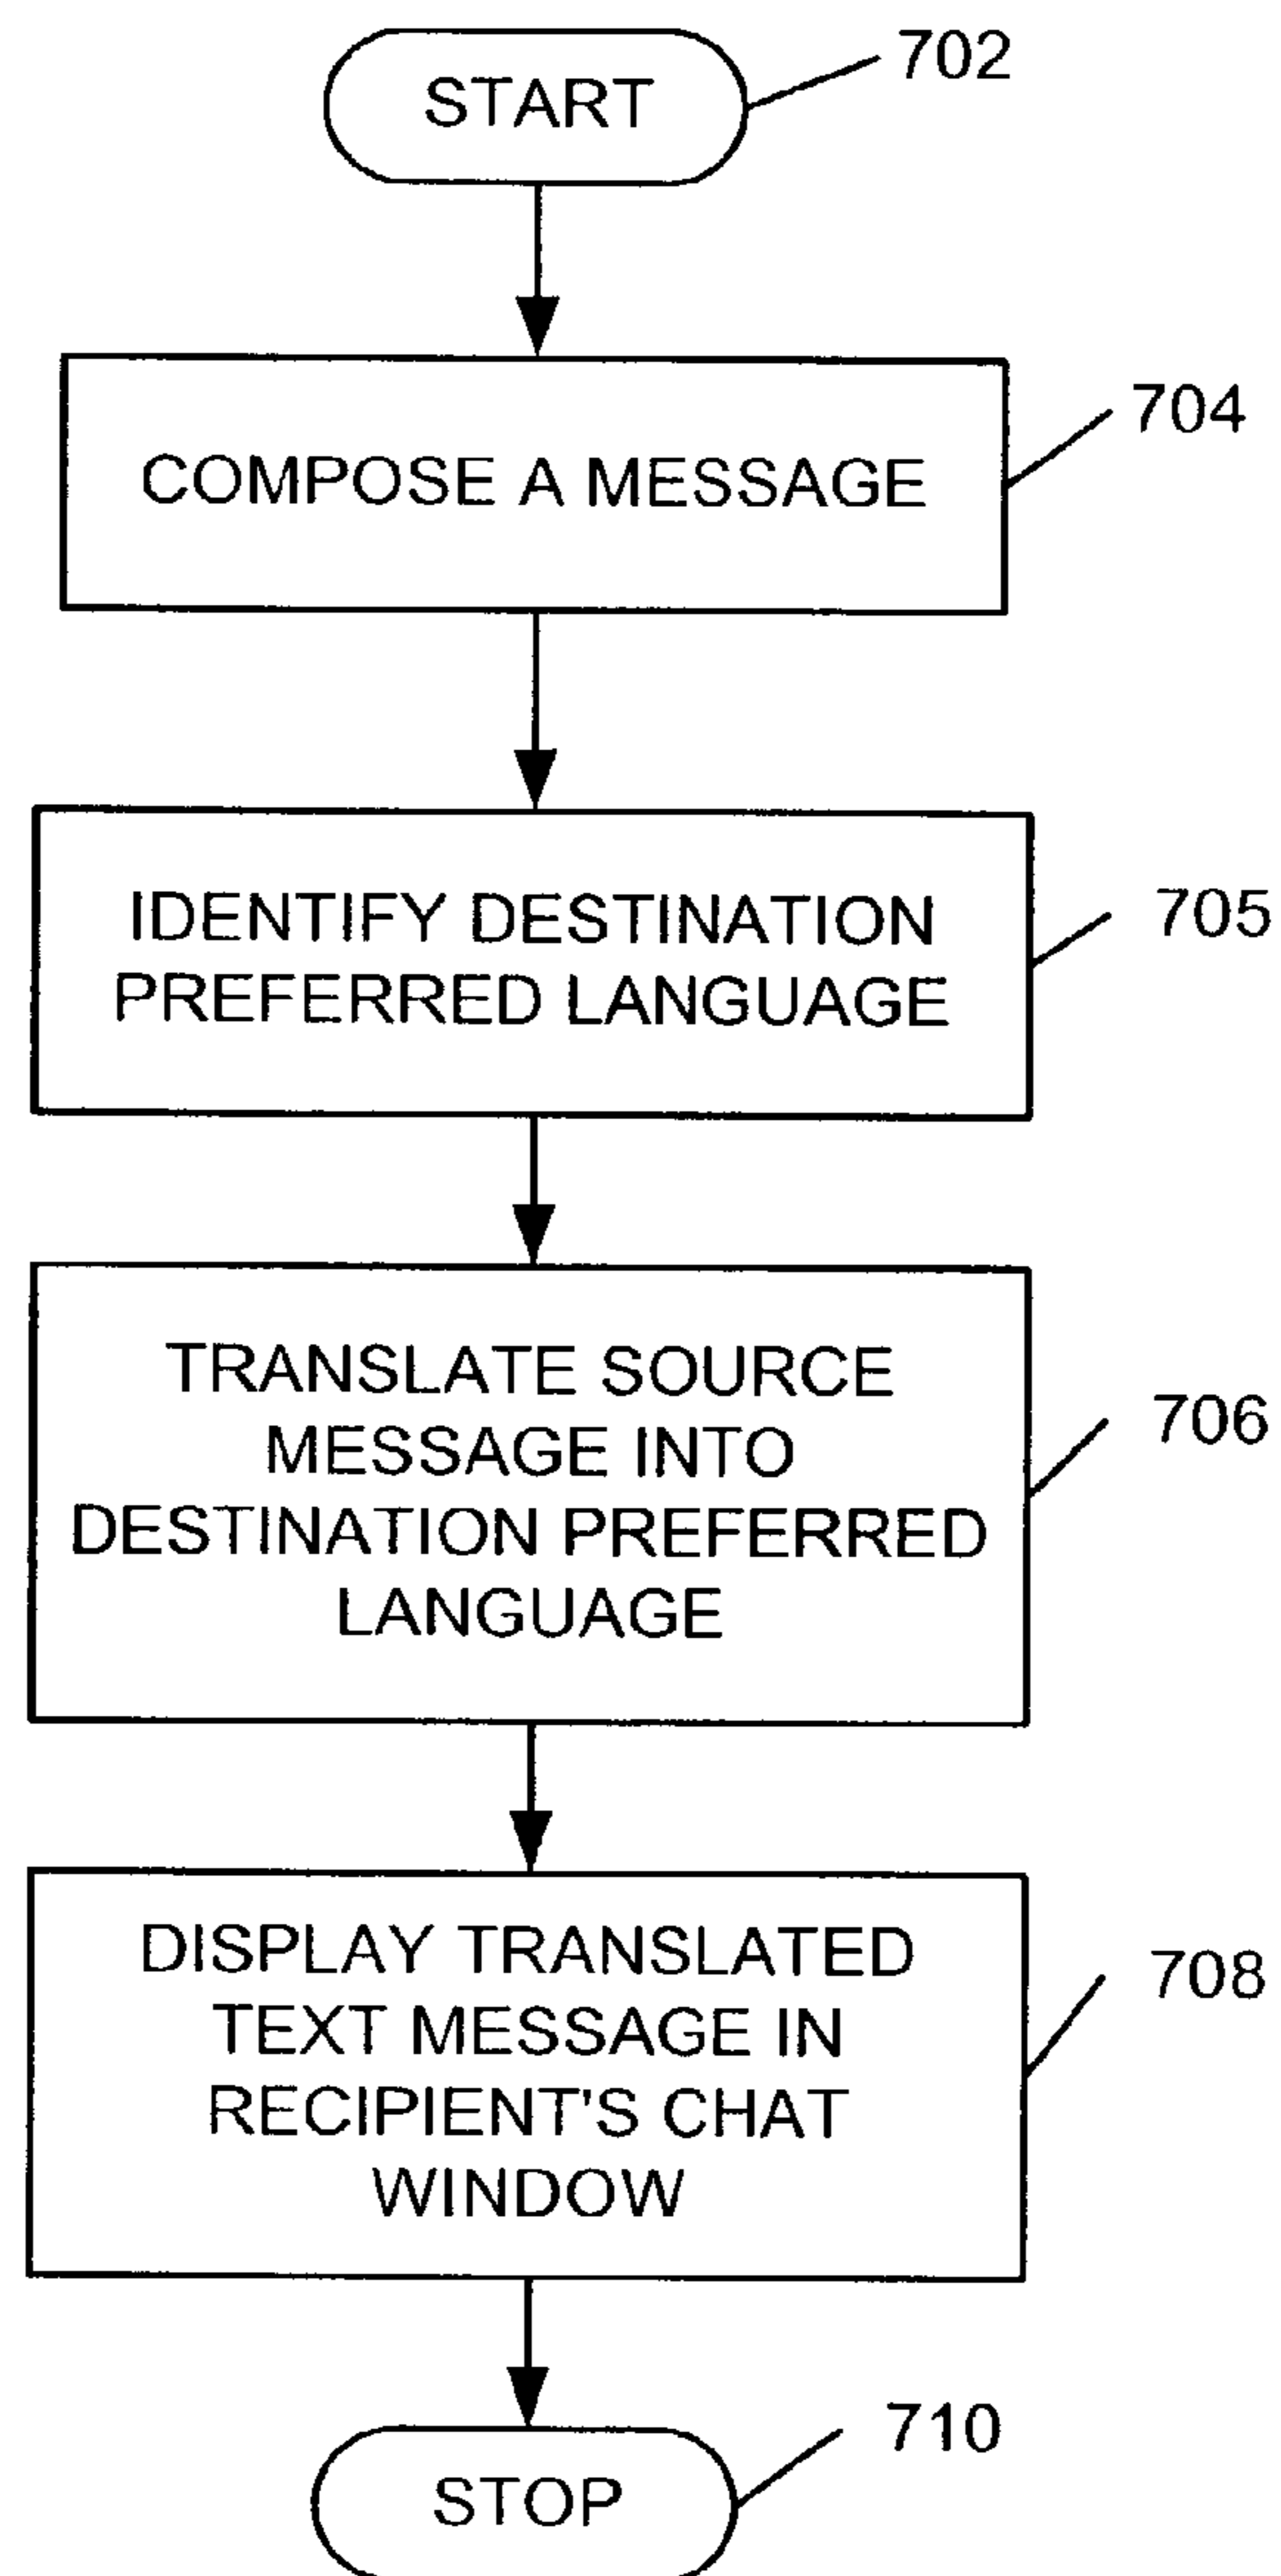 START
702
COMPOSE A MESSAGE
704
IDENTIFY DESTINATION
PREFERRED LANGUAGE
705
TRANSLATE SOURCE
MESSAGE INTO
DESTINATION PREFERRED
LANGUAGE
706
DISPLAY TRANSLATED
TEXT MESSAGE IN
RECIPIENT'S CHAT
WINDOW
708
STOP
710